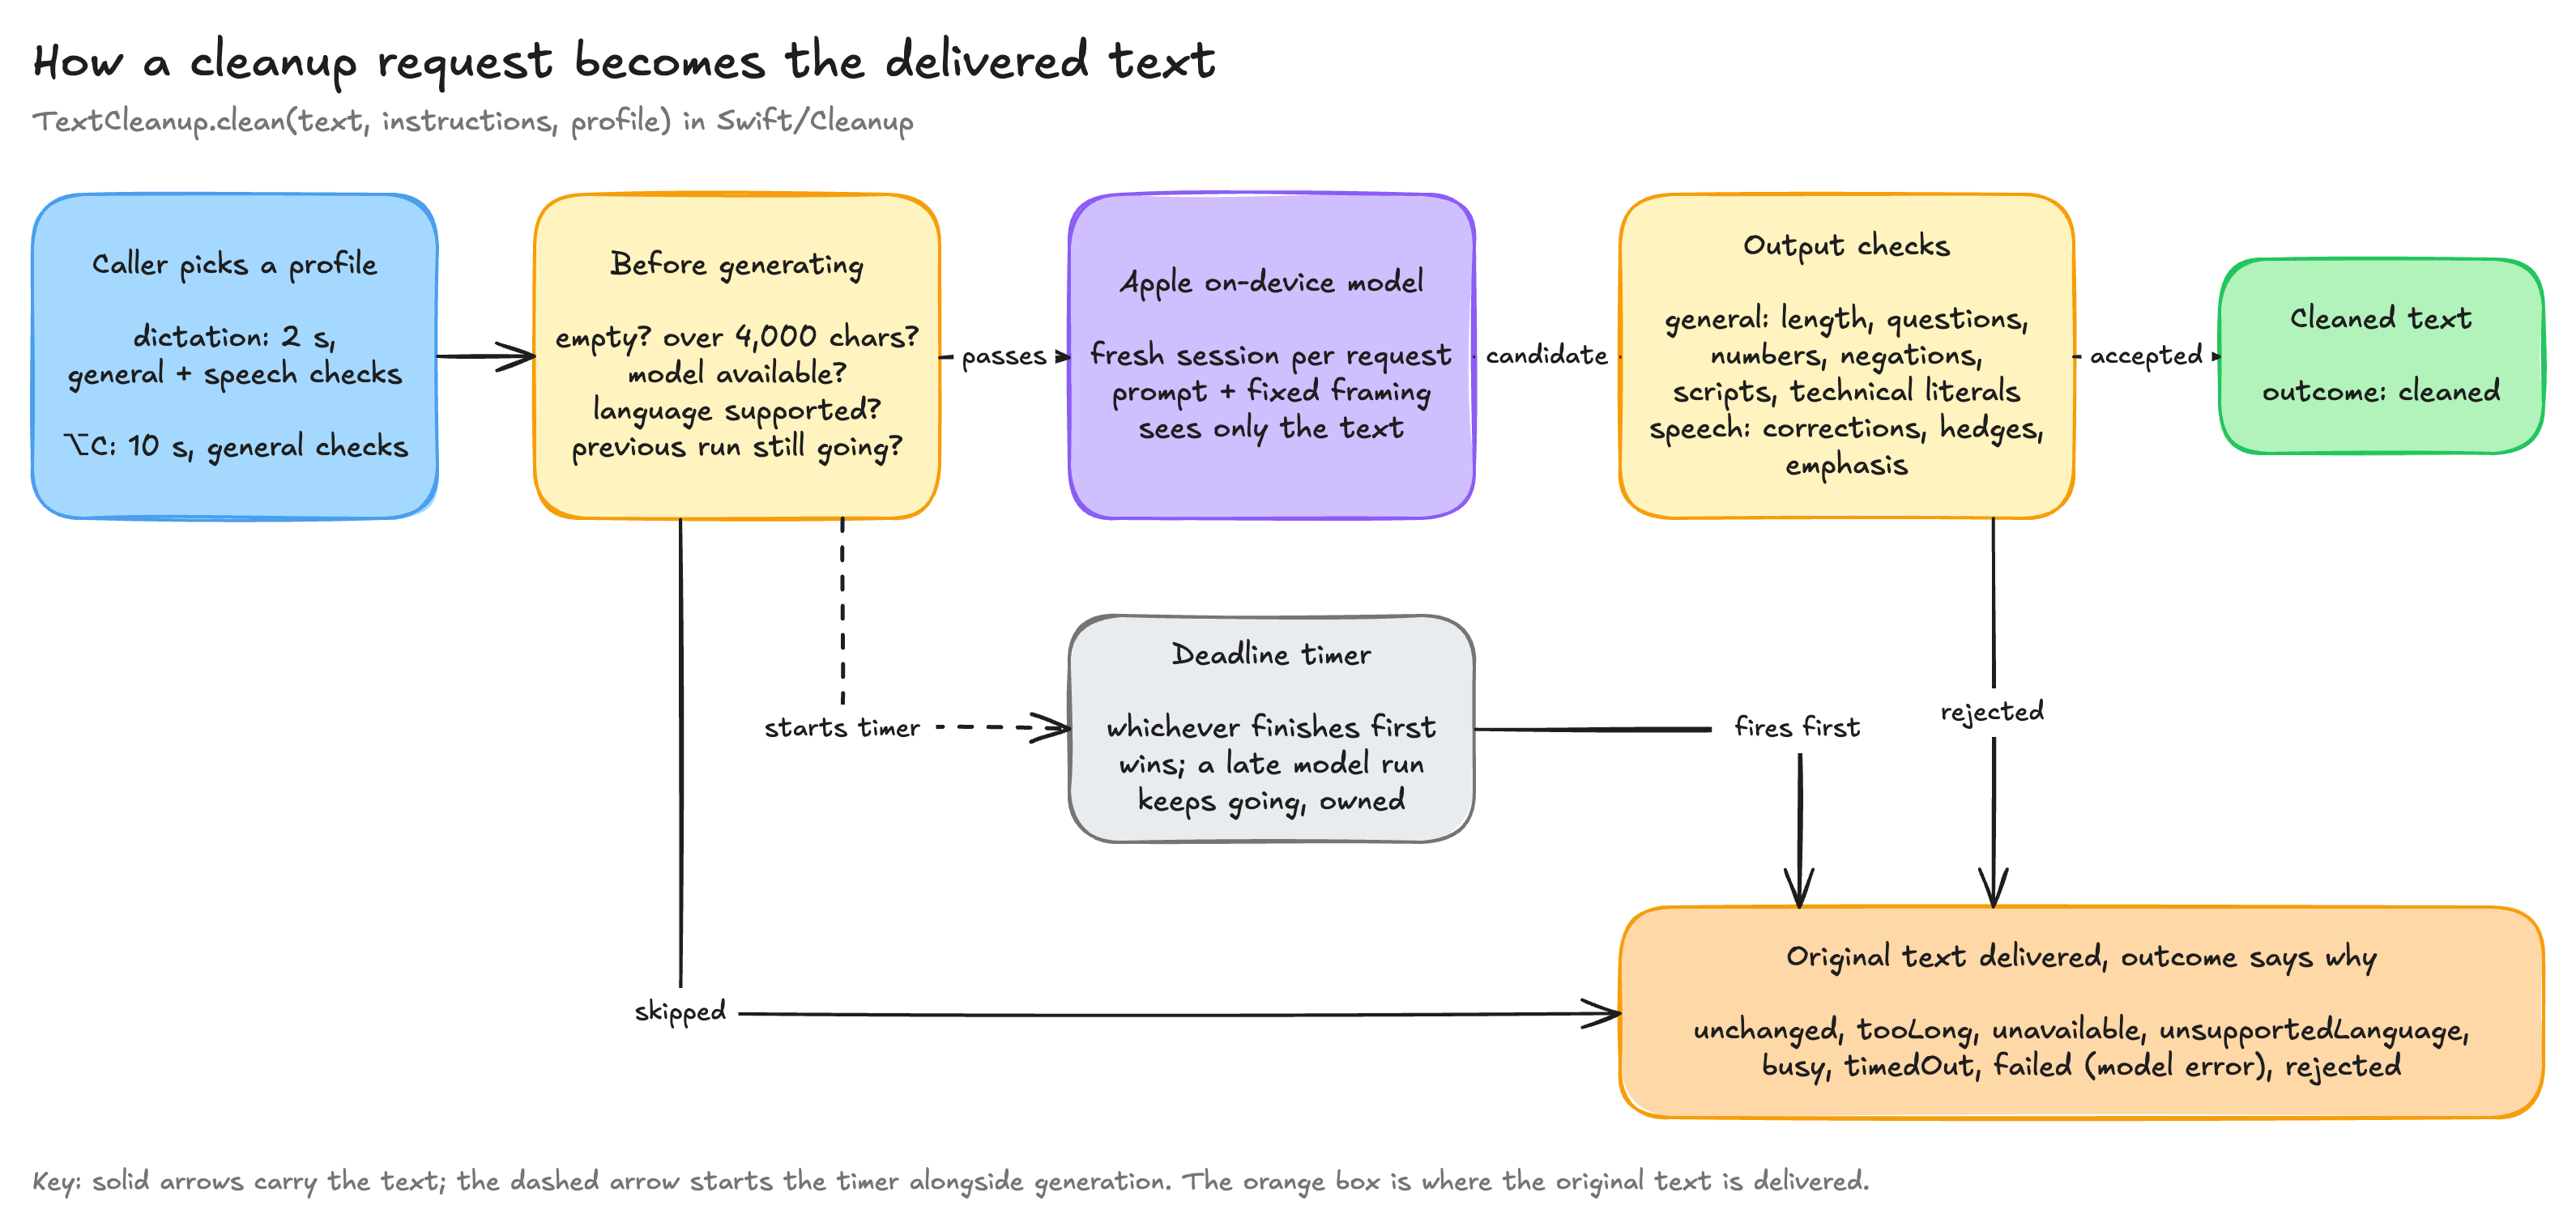 How a cleanup request becomes the delivered text
TextCleanup.clean(text, instructions, profile) in Swift/Cleanup
Caller picks a profile
dictation: 2 s,
general + speech checks
⌥C: 10 s, general checks
Before generating
empty? over 4,000 chars?
model available?
language supported?
previous run still going?
passes
Apple on-device model
fresh session per request
prompt + fixed framing
sees only the text
candidate
Output checks
general: length, questions,
numbers, negations,
scripts, technical literals
speech: corrections, hedges,
emphasis
accepted
Cleaned text
outcome: cleaned
starts timer
Deadline timer
whichever finishes first
wins; a late model run
keeps going, owned
fires first
rejected
skipped
Original text delivered, outcome says why
unchanged, tooLong, unavailable, unsupportedLanguage,
busy, timedOut, failed (model error), rejected
Key: solid arrows carry the text; the dashed arrow starts the timer alongside generation. The orange box is where the original text is delivered.